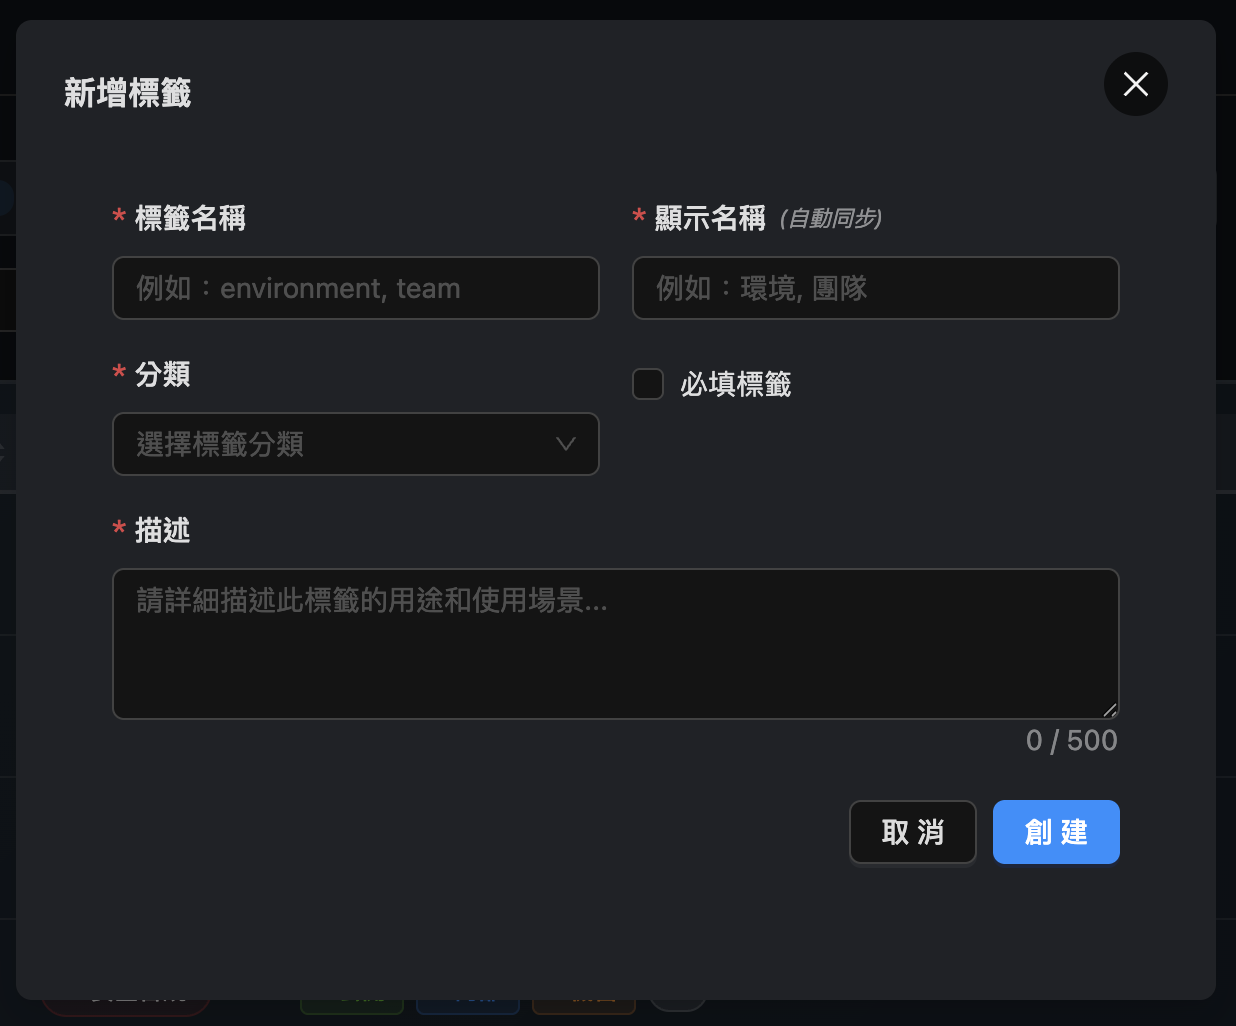 新增標籤
* 標籤名稱
* 顯示名稱 (自動同步)
例如：environment, team
例如：環境, 團隊
* 分類
必填標籤
選擇標籤分類
* 描述
請詳細描述此標籤的用途和使用場景...
0 / 500
取 消
創 建